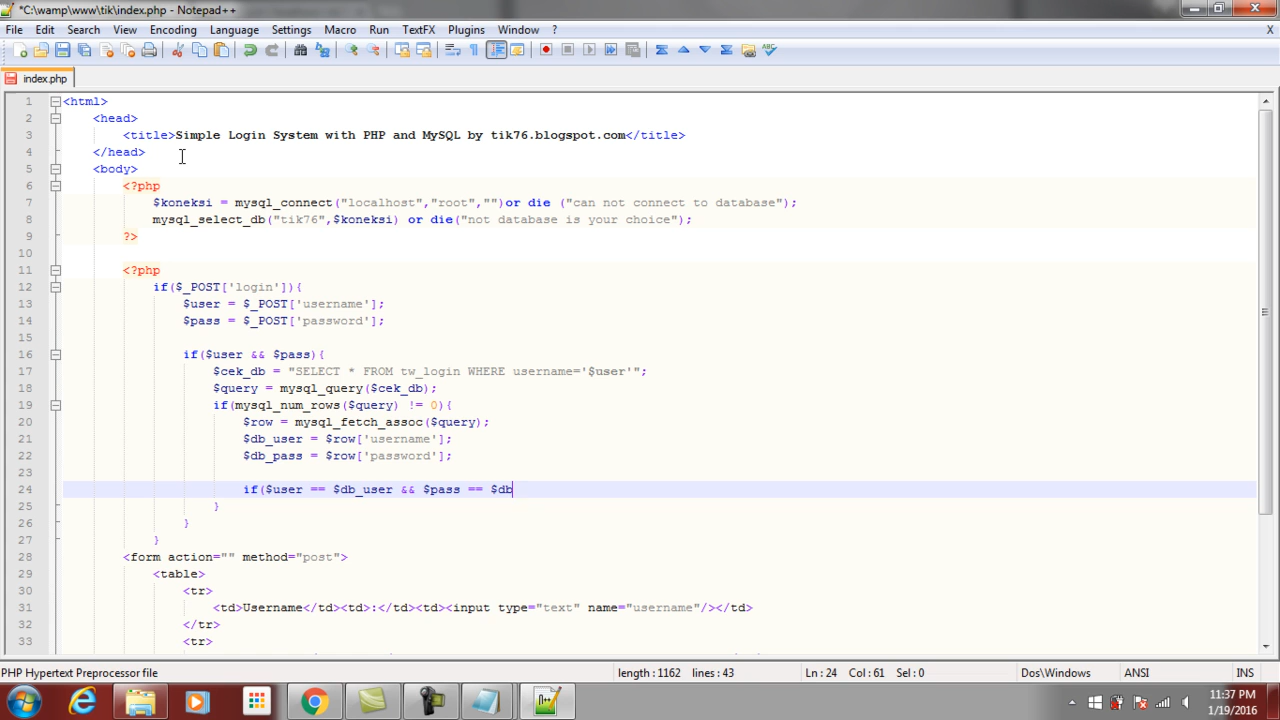 *C:\wamp\www\tik\index.php - Notepad++
File Edit Search View Encoding Language Settings Macro Run TextFX Plugins Window ? X
index.php
1 <html>
2 <head>
3 <title>Simple Login System with PHP and MySQL by tik76.blogspot.com</title>
4 </head>
5 <body>
6 <?php
7 $koneksi = mysql_connect("localhost","root","")or die ("can not connect to database");
8 mysql_select_db("tik76",$koneksi) or die("not database is your choice");
9 ?>
10
11 <?php
12 if($_POST['login']){
13 $user = $_POST['username'];
14 $pass = $_POST['password'];
15
16 if($user && $pass){
17 $cek_db = "SELECT * FROM tw_login WHERE username='$user'";
18 $query = mysql_query($cek_db);
19 if(mysql_num_rows($query) != 0){
20 $row = mysql_fetch_assoc($query);
21 $db_user = $row['username'];
22 $db_pass = $row['password'];
23
24 if($user == $db_user && $pass == $db
25 }
26 }
27 }
28 <form action="" method="post">
29 <table>
30 <tr>
31 <td>Username</td><td>:</td><td><input type="text" name="username"/></td>
32 </tr>
33 <tr>
PHP Hypertext Preprocessor file length : 1162 lines : 43 Ln : 24 Col : 61 Sel : 0 Dos\Windows ANSI INS
11:37 PM
1/19/2016